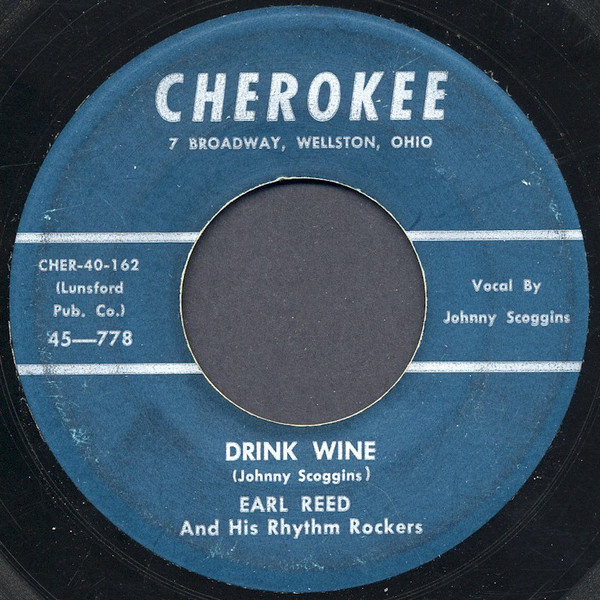 CHEROKEE
7 BROADWAY, WELLSTON, OHIO
CHER-40-162
(Lunsford
Pub. Co.)
45—778
Vocal By
Johnny Scoggins
DRINK WINE
(Johnny Scoggins)
EARL REED
And His Rhythm Rockers